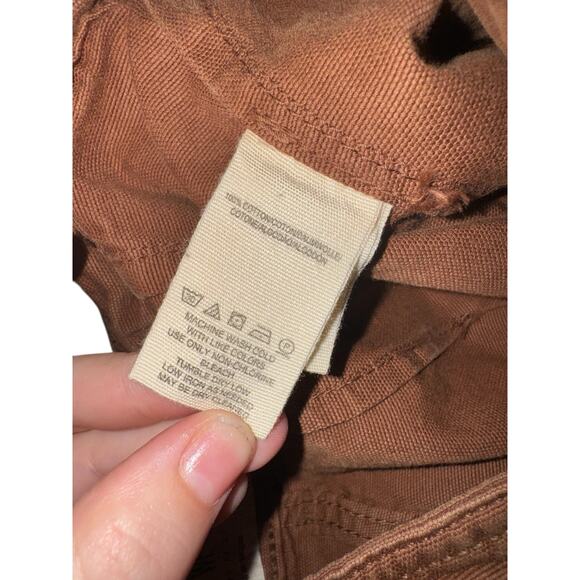 100% COTTON/COTON/BAUMWOLLE/
COTONE/ALGODÃO/ALGODÓN
MACHINE WASH COLD
WITH LIKE COLORS
USE ONLY NON-CHLORINE
BLEACH
TUMBLE DRY LOW
LOW IRON AS NEEDED
MAY BE DRY CLEANED